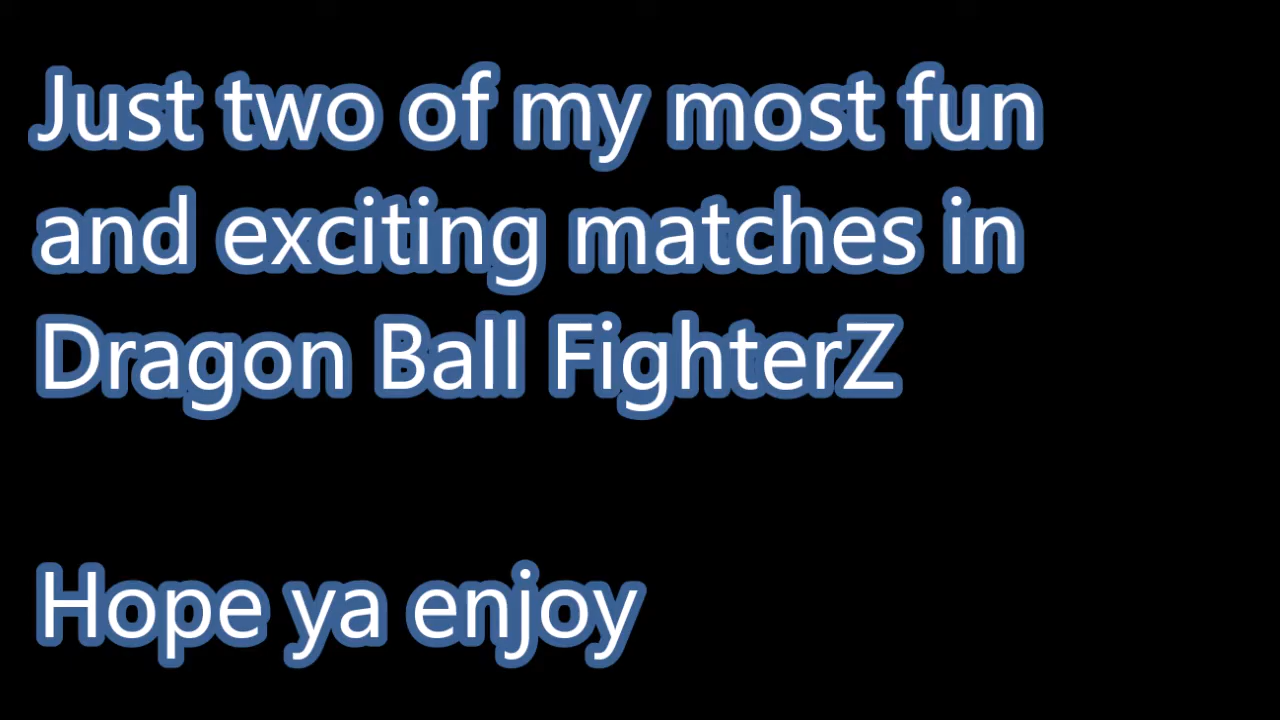 Just two of my most fun
and exciting matches in
Dragon Ball FighterZ
Hope ya enjoy